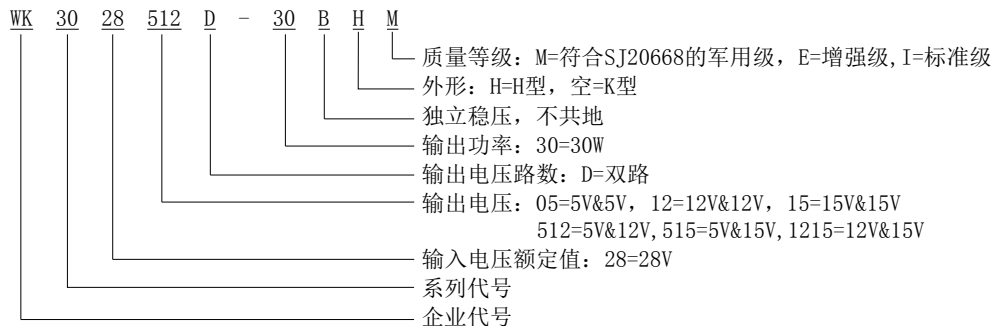 WK 30 28 512 D - 30 B H M
质量等级：M=符合SJ20668的军用级，E=增强级,I=标准级
外形：H=H型，空=K型
独立稳压，不共地
输出功率：30=30W
输出电压路数：D=双路
输出电压：05=5V&5V，12=12V&12V，15=15V&15V
512=5V&12V,515=5V&15V,1215=12V&15V
输入电压额定值：28=28V
系列代号
企业代号